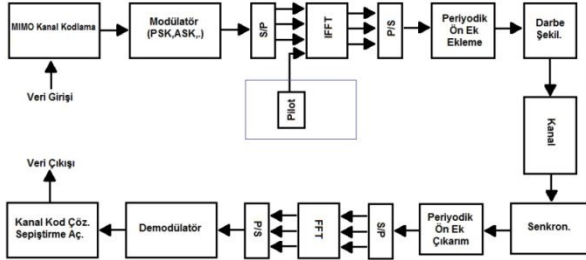 MIMO Kanal Kodlama
Modülatör
(PSK,ASK,.)
S/P
IFFT
P/S
Periyodik
Ön Ek
Ekleme
Darbe
Şekil.
Veri Girişi
Pilot
Kanal
Veri Çıkışı
Kanal Kod Çöz.
Sepiştirme Aç.
Demodülatör
P/S
FFT
S/P
Periyodik
Ön Ek
Çıkarım
Senkron.